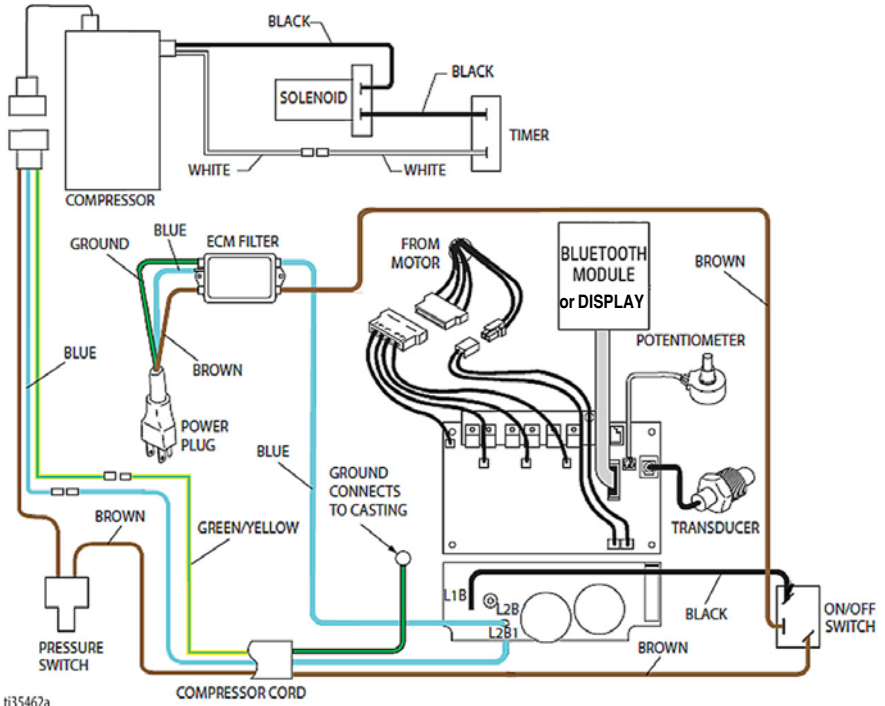 BLACK
BLACK
SOLENOID
TIMER
WHITE
WHITE
COMPRESSOR
GROUND
BLUE
ECM FILTER
FROM
MOTOR
BLUETOOTH
MODULE
or DISPLAY
BROWN
POTENTIOMETER
BLUE
BROWN
POWER
PLUG
BLUE
GROUND
CONNECTS
TO CASTING
BROWN
GREEN/YELLOW
TRANSDUCER
L1B
L2B
L2B1
BLACK
ON/OFF
SWITCH
PRESSURE
SWITCH
BROWN
COMPRESSOR CORD
ti35462a